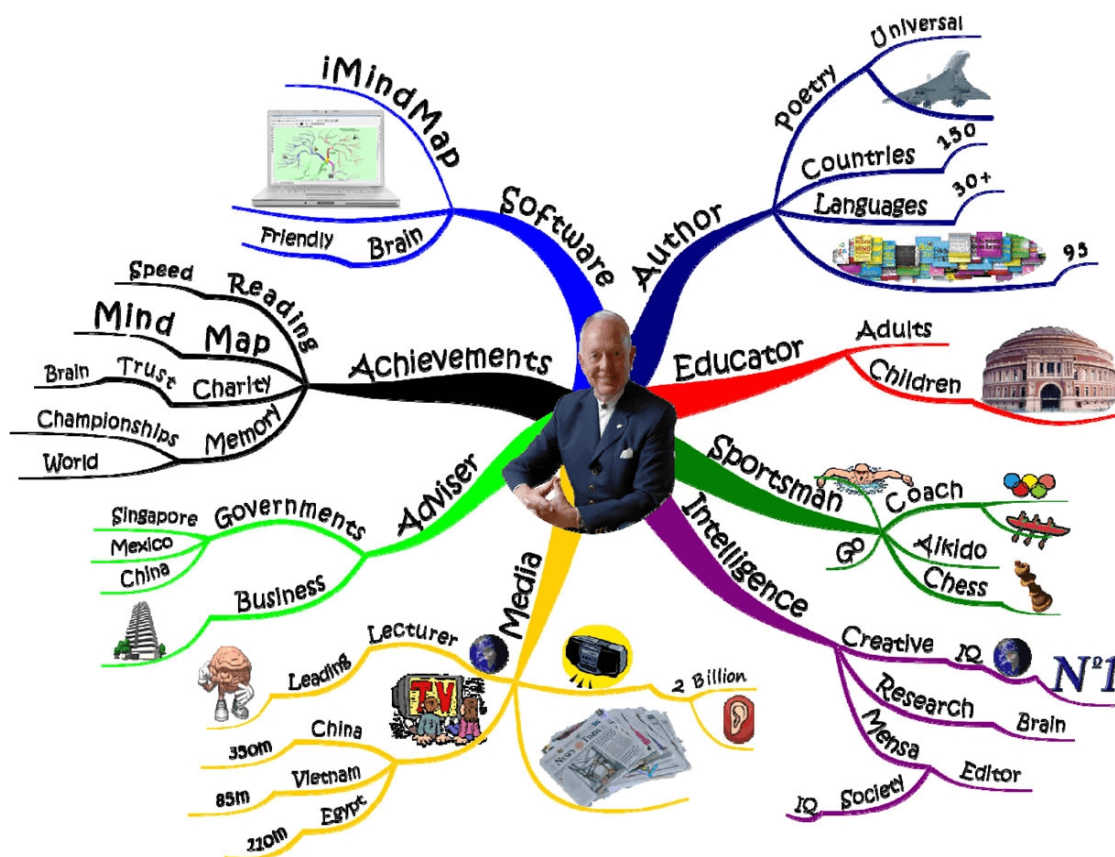 iMindMap
Software
Friendly
Brain
Author
Poetry
Universal
Countries
150
Languages
30+
95
Educator
Adults
Children
Sportsman
Coach
Aikido
Chess
Go
Intelligence
Creative
IQ
Nº1
Research
Brain
Mensa
Editor
Society
IQ
Media
Lecturer
Leading
TV
2 Billion
China
350m
Vietnam
85m
Egypt
110m
Adviser
Governments
Singapore
Mexico
China
Business
Achievements
Reading
Speed
Map
Mind
Charity
Trust
Brain
Memory
Championships
World